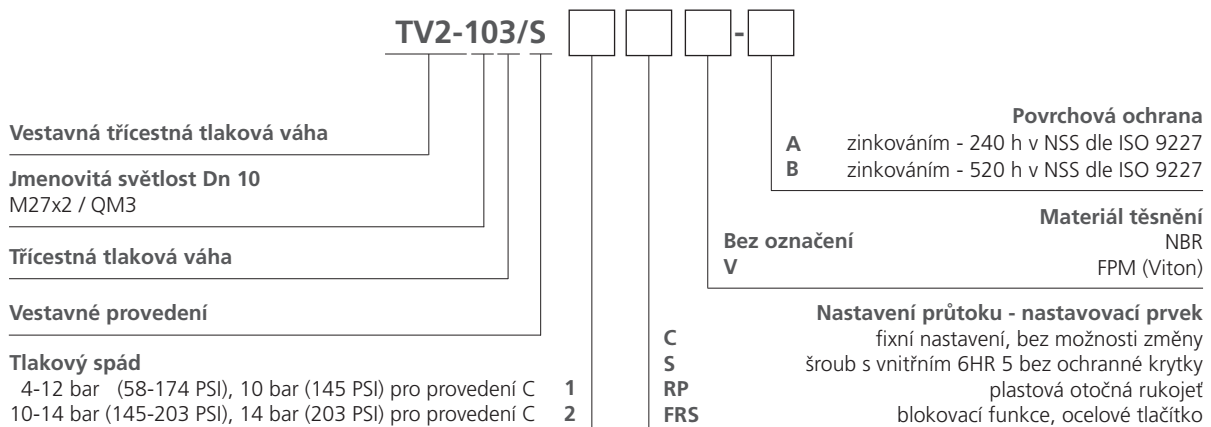 TV2-103/S -
Vestavná třícestná tlaková váha
Jmenovitá světlost Dn 10
M27x2 / QM3
Třícestná tlaková váha
Vestavné provedení
Tlakový spád
4-12 bar (58-174 PSI), 10 bar (145 PSI) pro provedení C 1
10-14 bar (145-203 PSI), 14 bar (203 PSI) pro provedení C 2
Povrchová ochrana
A zinkováním - 240 h v NSS dle ISO 9227
B zinkováním - 520 h v NSS dle ISO 9227
Materiál těsnění
Bez označení NBR
V FPM (Viton)
Nastavení průtoku - nastavovací prvek
C fixní nastavení, bez možnosti změny
S šroub s vnitřním 6HR 5 bez ochranné krytky
RP plastová otočná rukojeť
FRS blokovací funkce, ocelové tlačítko